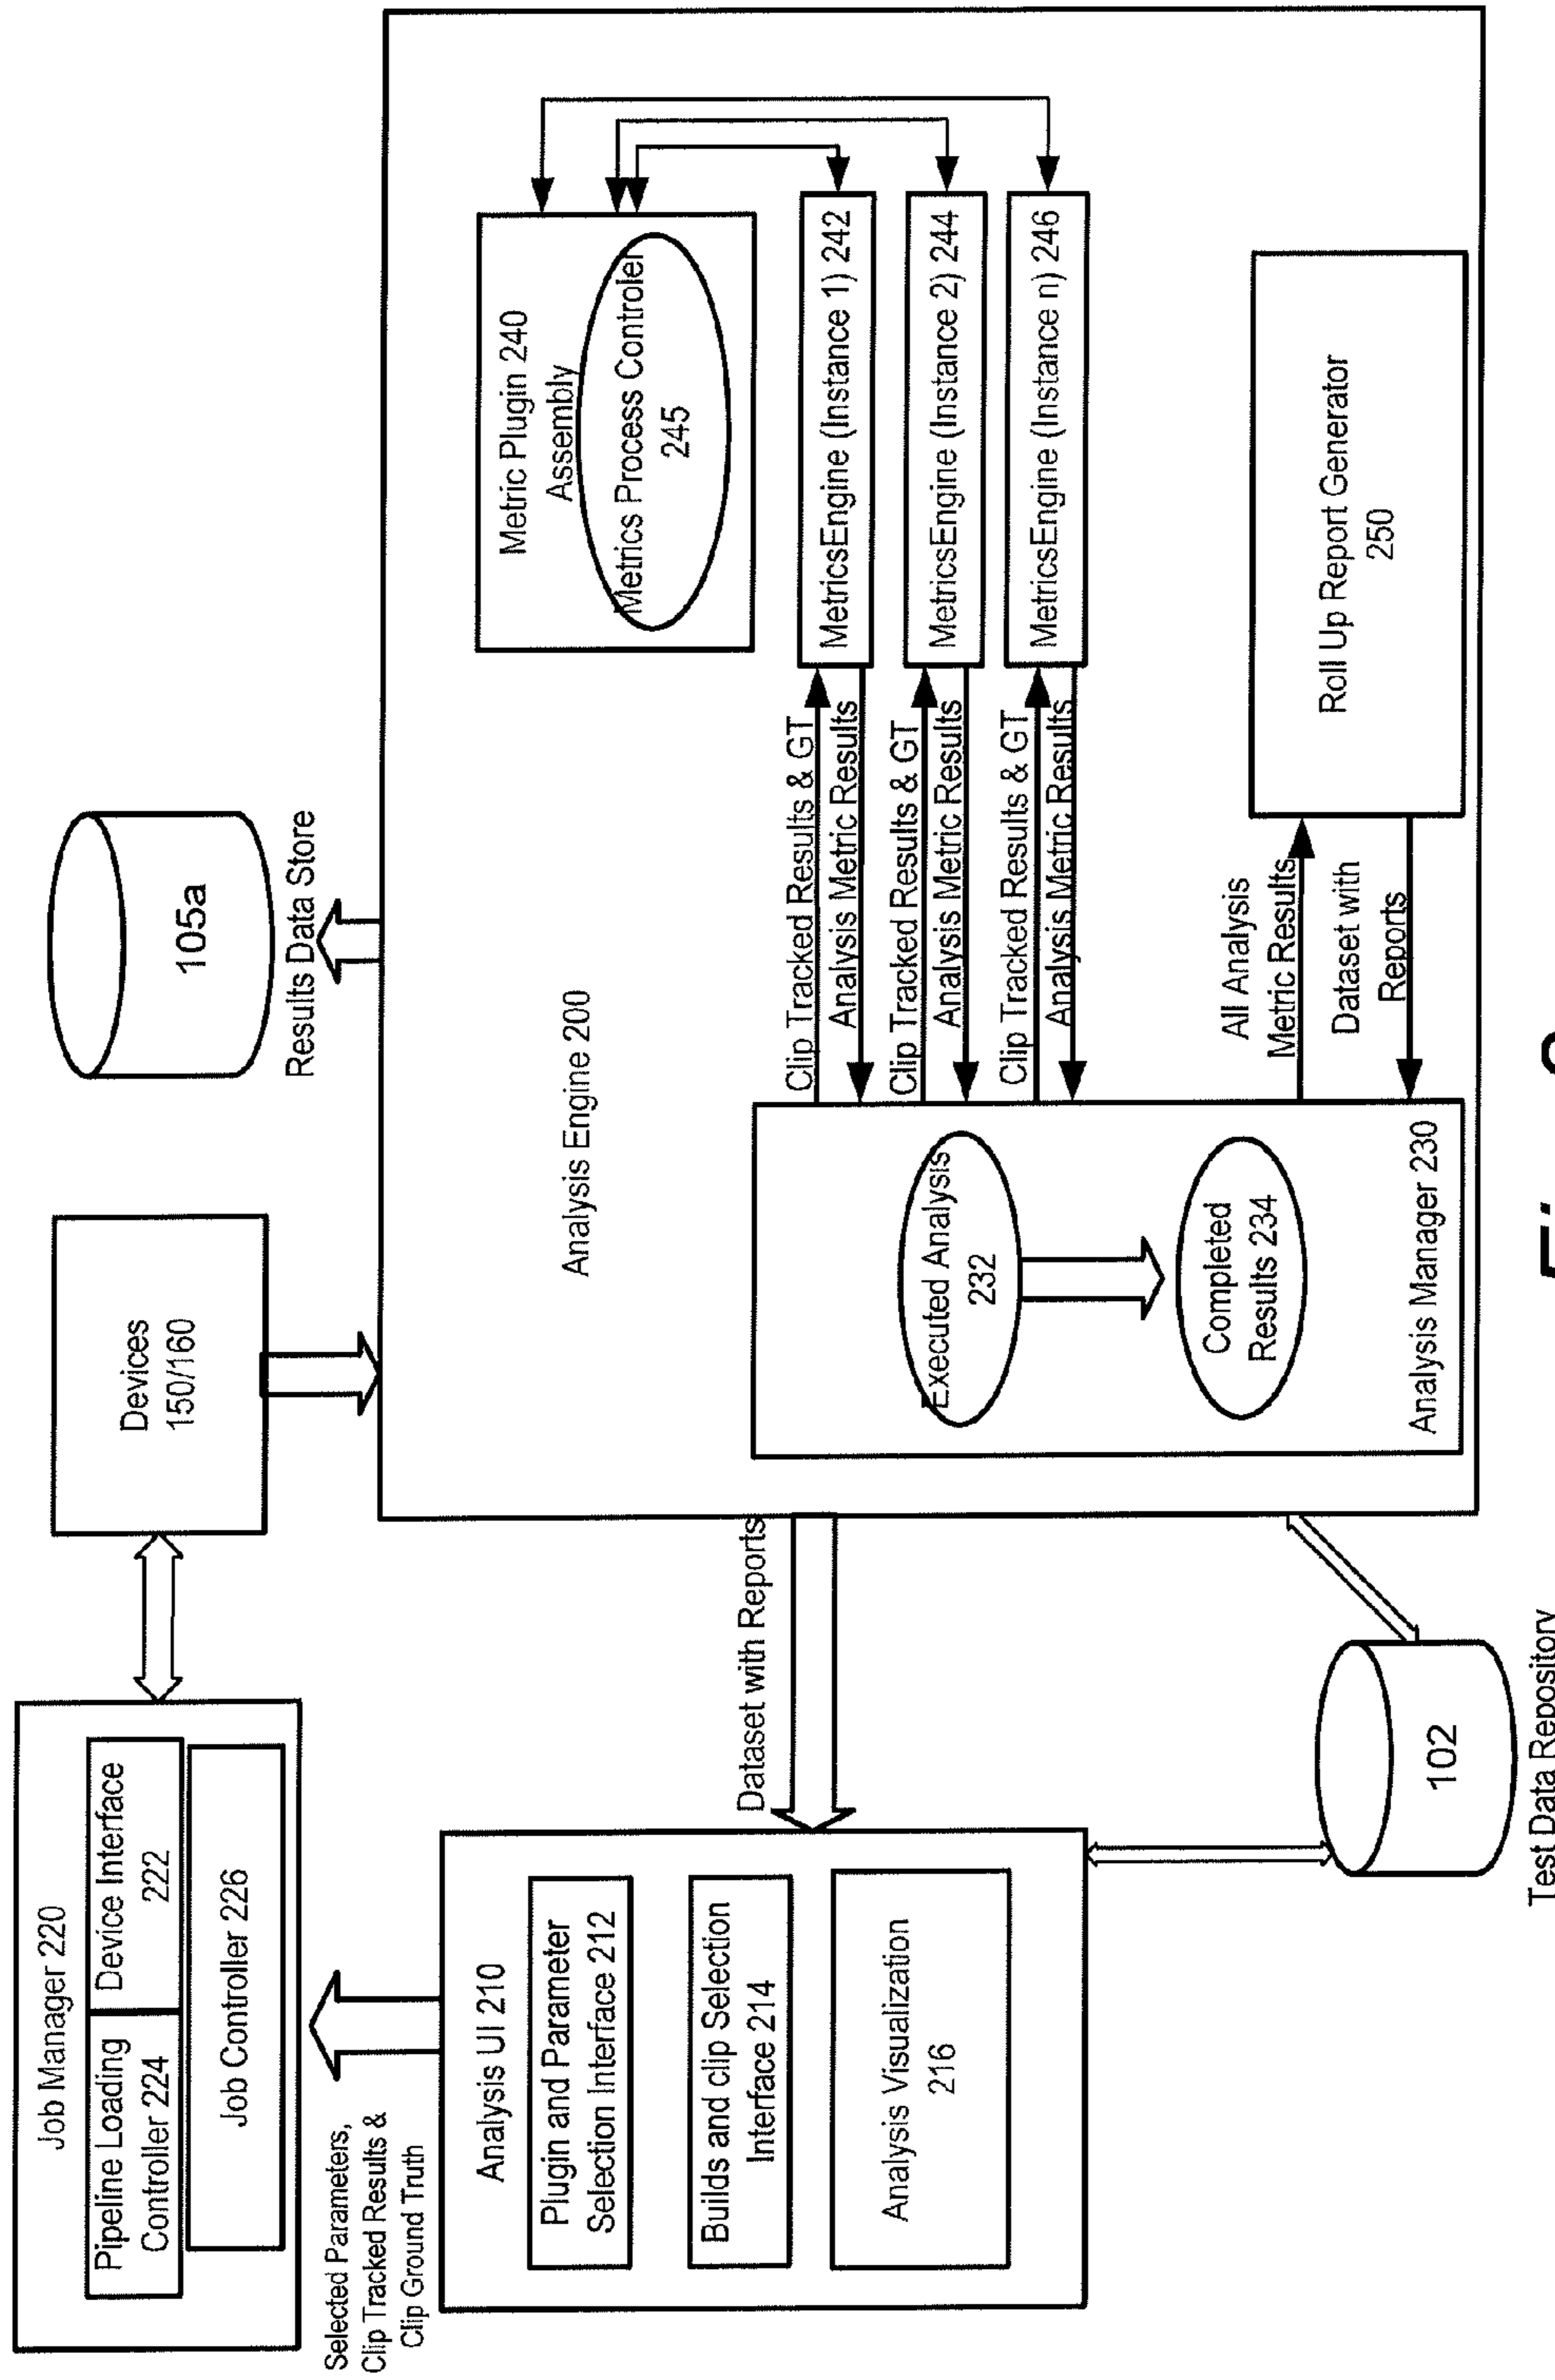 Job Manager 220
Pipeline Loading
Controller 224
Device Interface
222
Job Controller 226
Devices
150/160
105a
Results Data Store
Selected Parameters,
Clip Tracked Results &
Clip Ground Truth
Analysis UI 210
Plugin and Parameter
Selection Interface 212
Builds and clip Selection
Interface 214
Analysis Visualization
216
Dataset with Reports
102
Test Data Repository
Analysis Engine 200
Metric Plugin 240
Assembly
Metrics Process Controler
245
Clip Tracked Results & GT
Analysis Metric Results
MetricsEngine (Instance 1) 242
Clip Tracked Results & GT
Analysis Metric Results
MetricsEngine (Instance 2) 244
Clip Tracked Results & GT
Analysis Metric Results
MetricsEngine (Instance n) 246
Executed Analysis
232
Completed
Results 234
Analysis Manager 230
All Analysis
Metric Results
Dataset with
Reports
Roll Up Report Generator
250